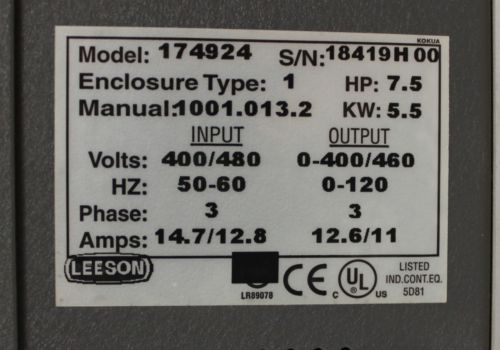 KOKUA
Model: 174924 S/N: 18419H 00
Enclosure Type: 1 HP: 7.5
Manual: 1001.013.2 KW: 5.5
INPUT OUTPUT
Volts: 400/480 0-400/460
HZ: 50-60 0-120
Phase: 3 3
Amps: 14.7/12.8 12.6/11
LEESON
LR89078
CE
c UL us
LISTED
IND.CONT.EQ.
5D81